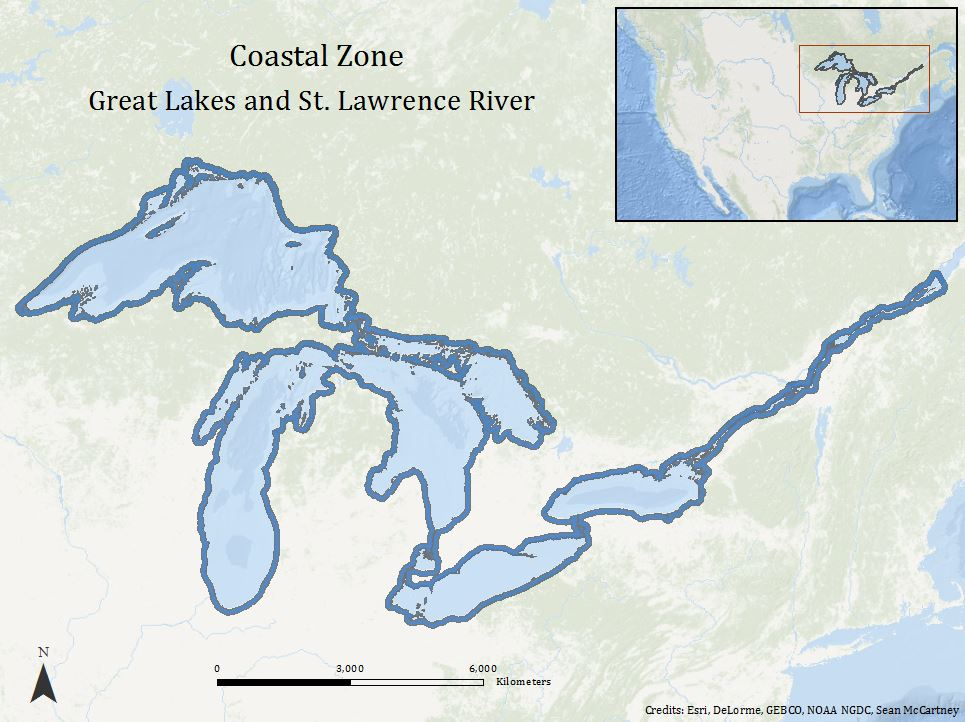 Coastal Zone
Great Lakes and St. Lawrence River
N
0 3,000 6,000
Kilometers
Credits: Esri, DeLorme, GEBCO, NOAA NGDC, Sean McCartney